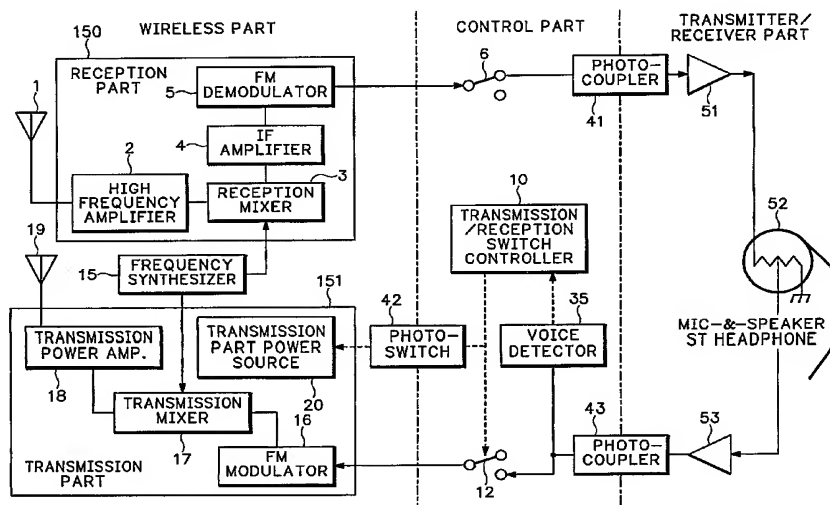 WIRELESS PART
CONTROL PART
TRANSMITTER/
RECEIVER PART
150
RECEPTION
PART
1
5
FM
DEMODULATOR
6
PHOTO-
COUPLER
41
51
4
IF
AMPLIFIER
2
HIGH
FREQUENCY
AMPLIFIER
3
RECEPTION
MIXER
10
TRANSMISSION
/RECEPTION
SWITCH
CONTROLLER
52
19
15
FREQUENCY
SYNTHESIZER
151
42
PHOTO-
SWITCH
35
VOICE
DETECTOR
MIC-&-SPEAKER
ST HEADPHONE
TRANSMISSION
POWER AMP.
18
TRANSMISSION
PART POWER
SOURCE
20
TRANSMISSION
MIXER
17
16
FM
MODULATOR
TRANSMISSION
PART
12
43
PHOTO-
COUPLER
53